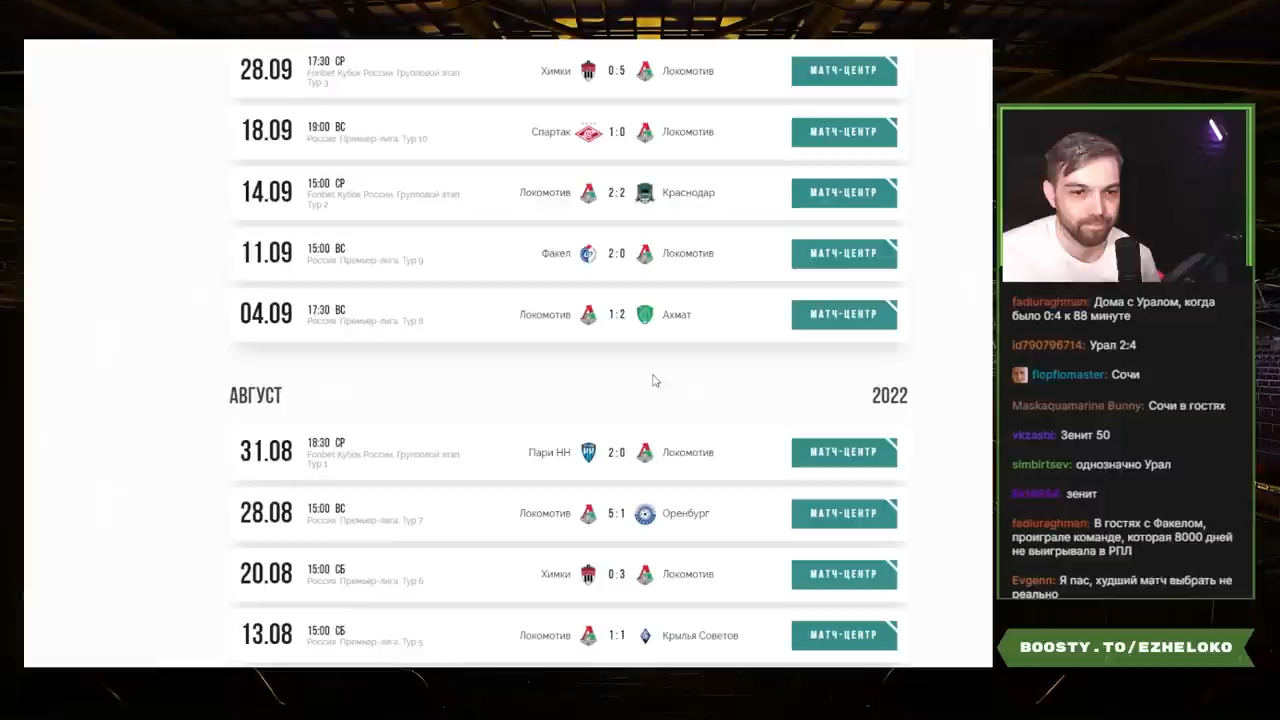 28.09
17:30 СР
Fonbet Кубок России. Групповой этап
Тур 3
Химки 0:5 Локомотив
МАТЧ-ЦЕНТР
18.09
19:00 ВС
Россия. Премьер-лига. Тур 10
Спартак 1:0 Локомотив
МАТЧ-ЦЕНТР
14.09
15:00 СР
Fonbet Кубок России. Групповой этап
Тур 2
Локомотив 2:2 Краснодар
МАТЧ-ЦЕНТР
11.09
15:00 ВС
Россия. Премьер-лига. Тур 9
Факел 2:0 Локомотив
МАТЧ-ЦЕНТР
04.09
17:30 ВС
Россия. Премьер-лига. Тур 8
Локомотив 1:2 Ахмат
МАТЧ-ЦЕНТР
АВГУСТ 2022
31.08
18:30 СР
Fonbet Кубок России. Групповой этап
Тур 1
Пари НН 2:0 Локомотив
МАТЧ-ЦЕНТР
28.08
15:00 ВС
Россия. Премьер-лига. Тур 7
Локомотив 5:1 Оренбург
МАТЧ-ЦЕНТР
20.08
15:00 СБ
Россия. Премьер-лига. Тур 6
Химки 0:3 Локомотив
МАТЧ-ЦЕНТР
13.08
15:00 СБ
Россия. Премьер-лига. Тур 5
Локомотив 1:1 Крылья Советов
МАТЧ-ЦЕНТР
fadluraghman: Дома с Уралом, когда
было 0:4 к 88 минуте
id790796714: Урал 2:4
flopflomaster: Сочи
Maskaquamarine Bunny: Сочи в гостях
vkzashi: Зенит 50
simbirtsev: однозначно Урал
зенит
fadluraghman: В гостях с Факелом,
проиграле команде, которая 8000 дней
не выигрывала в РПЛ
Evgenn: Я пас, худший матч выбрать не
реально
BOOSTY.TO/EZHELOKO